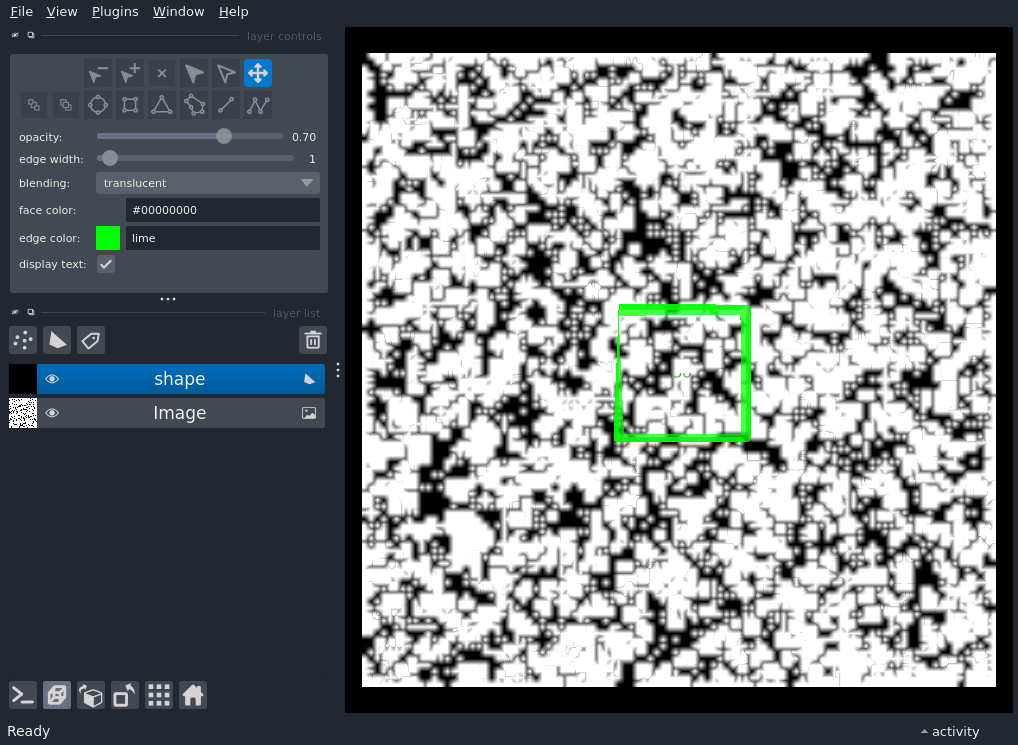 File View Plugins Window Help
layer controls
opacity: 0.70
edge width: 1
blending: translucent
face color: #00000000
edge color: lime
display text:
layer list
shape
Image
Ready
activity